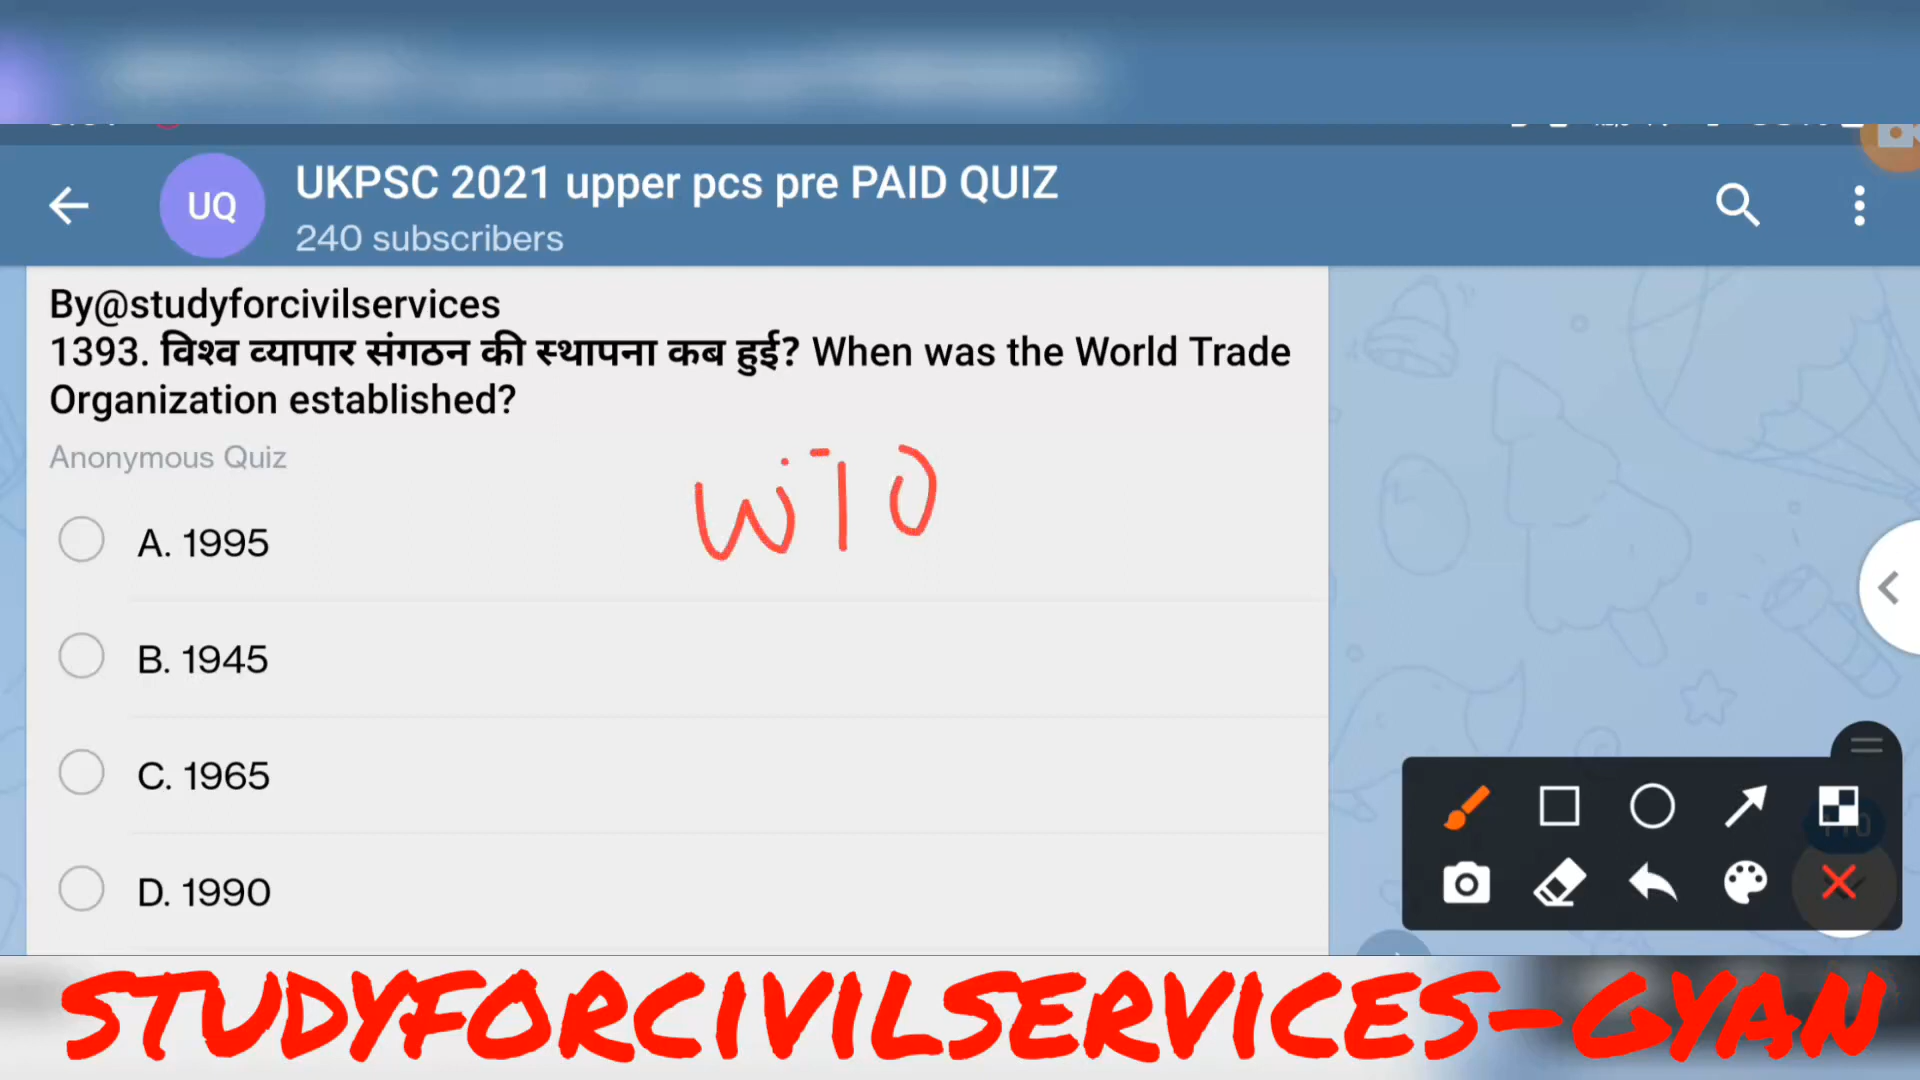 UQ
UKPSC 2021 upper pcs pre PAID QUIZ
240 subscribers
By@studyforcivilservices
1393. विश्व व्यापार संगठन की स्थापना कब हुई? When was the World Trade
Organization established?
Anonymous Quiz
WTO
A. 1995
B. 1945
C. 1965
D. 1990
STUDYFORCIVILSERVICES-GYAN